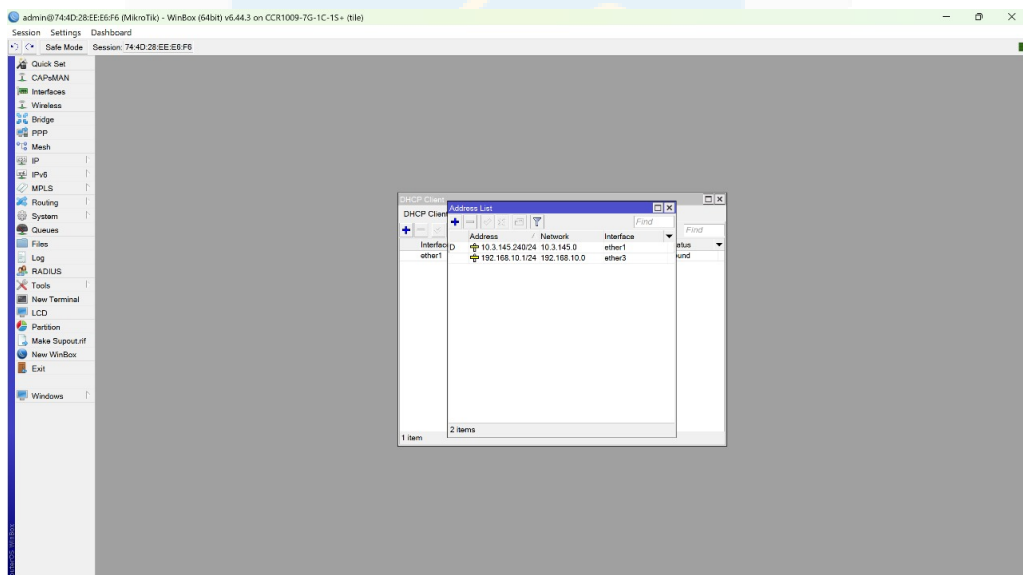 admin@74:4D:28:EE:E6:F6 (MikroTik) - WinBox (64bit) v6.44.3 on CCR1009-7G-1C-1S+ (tile)
Session Settings Dashboard
Safe Mode Session: 74:4D:28:EE:E6:F6
Quick Set
CAPsMAN
Interfaces
Wireless
Bridge
PPP
Mesh
IP
IPv6
MPLS
Routing
System
Queues
Files
Log
RADIUS
Tools
New Terminal
LCD
Partition
Make Supout.rif
New WinBox
Exit
Windows
DHCP Client
DHCP Client
Find
Interfac
atus
ether1
ound
1 item
Address List
Find
Address Network Interface
D 10.3.145.240/24 10.3.145.0 ether1
192.168.10.1/24 192.168.10.0 ether3
2 items